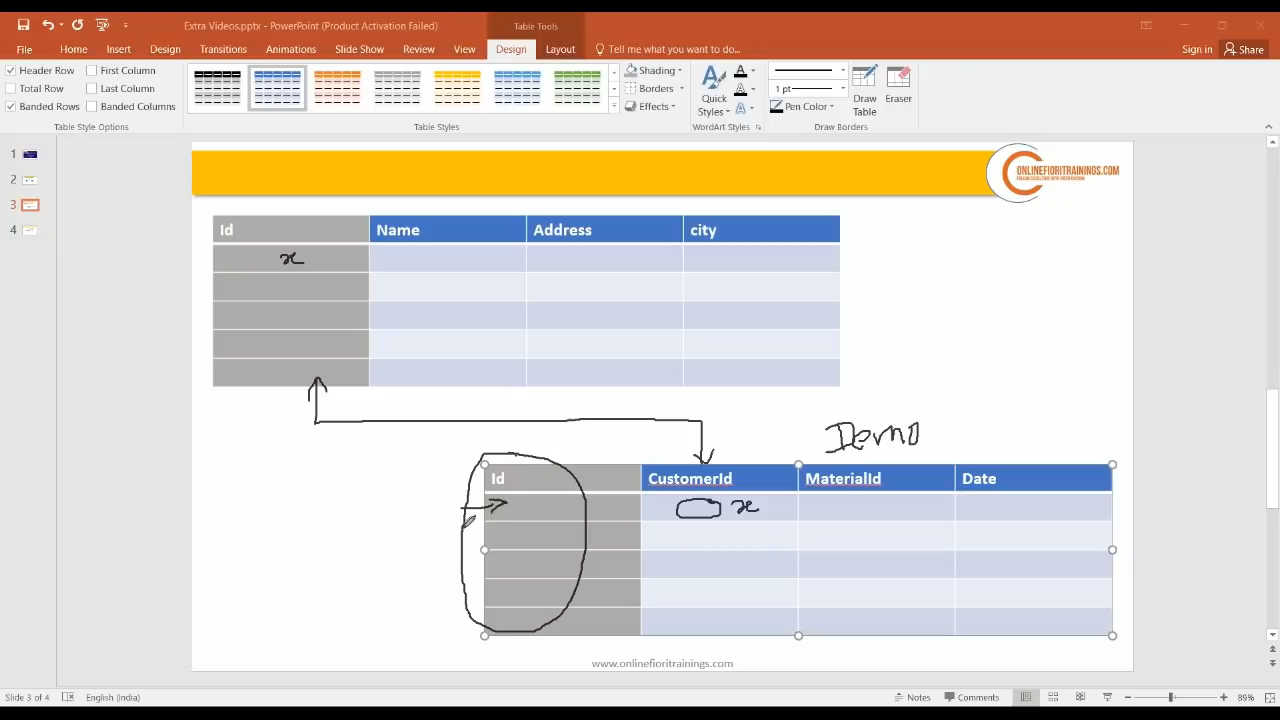 Extra Videos.pptx - PowerPoint (Product Activation Failed)
Table Tools
File Home Insert Design Transitions Animations Slide Show Review View Design Layout Tell me what you want to do...
Sign in Share
Header Row First Column
Total Row Last Column
Banded Rows Banded Columns
Table Style Options
Table Styles
Shading
Borders
Effects
Quick
Styles
WordArt Styles
1 pt
Pen Color
Draw
Table
Eraser
Draw Borders
1
2
3
4
ONLINEFIORITRAININGS.COM
Id Name Address city
x
Demo
Id CustomerId MaterialId Date
x
www.onlinefioritrainings.com
Slide 3 of 4 English (India) Notes Comments 89%